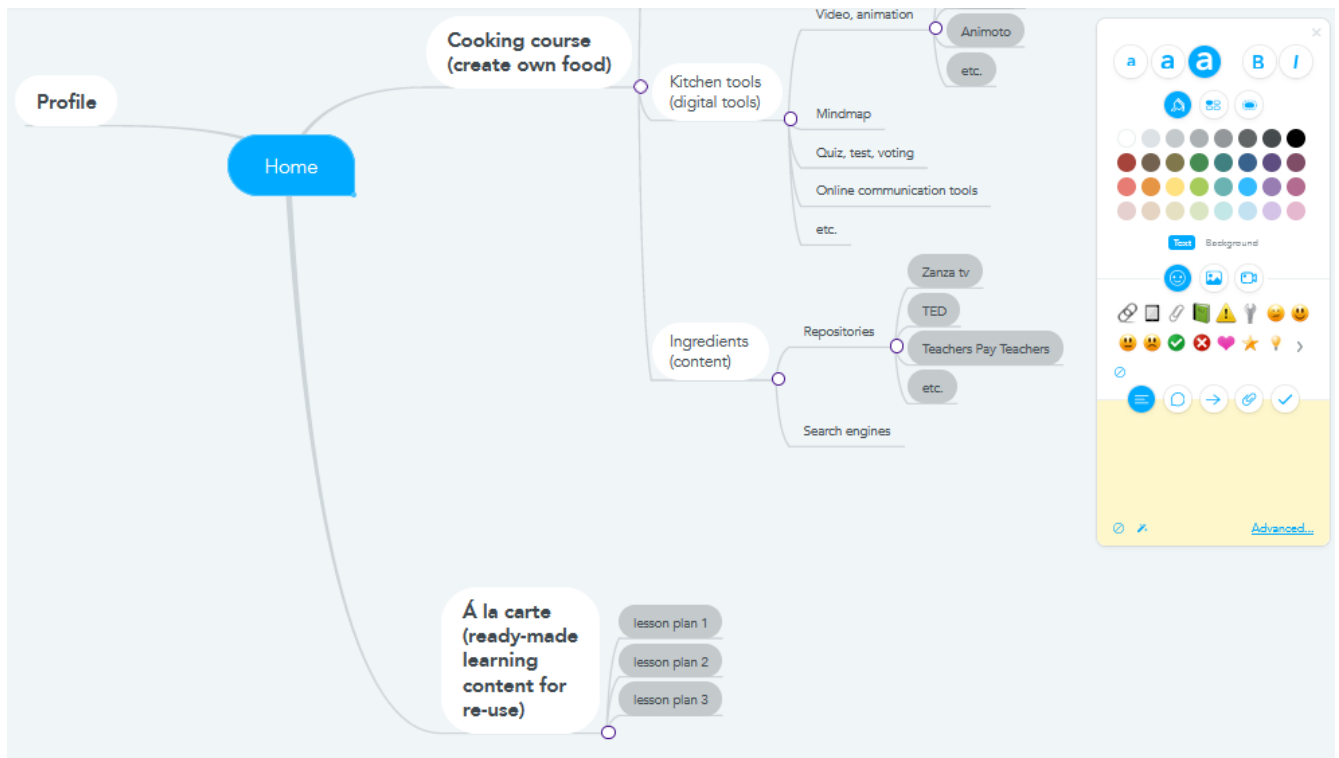 Profile
Home
Cooking course
(create own food)
Kitchen tools
(digital tools)
Video, animation
Animoto
etc.
Mindmap
Quiz, test, voting
Online communication tools
etc.
Ingredients
(content)
Repositories
Zanza tv
TED
Teachers Pay Teachers
etc.
Search engines
Á la carte
(ready-made
learning
content for
re-use)
lesson plan 1
lesson plan 2
lesson plan 3
a a a B I
Text Background
Advanced...